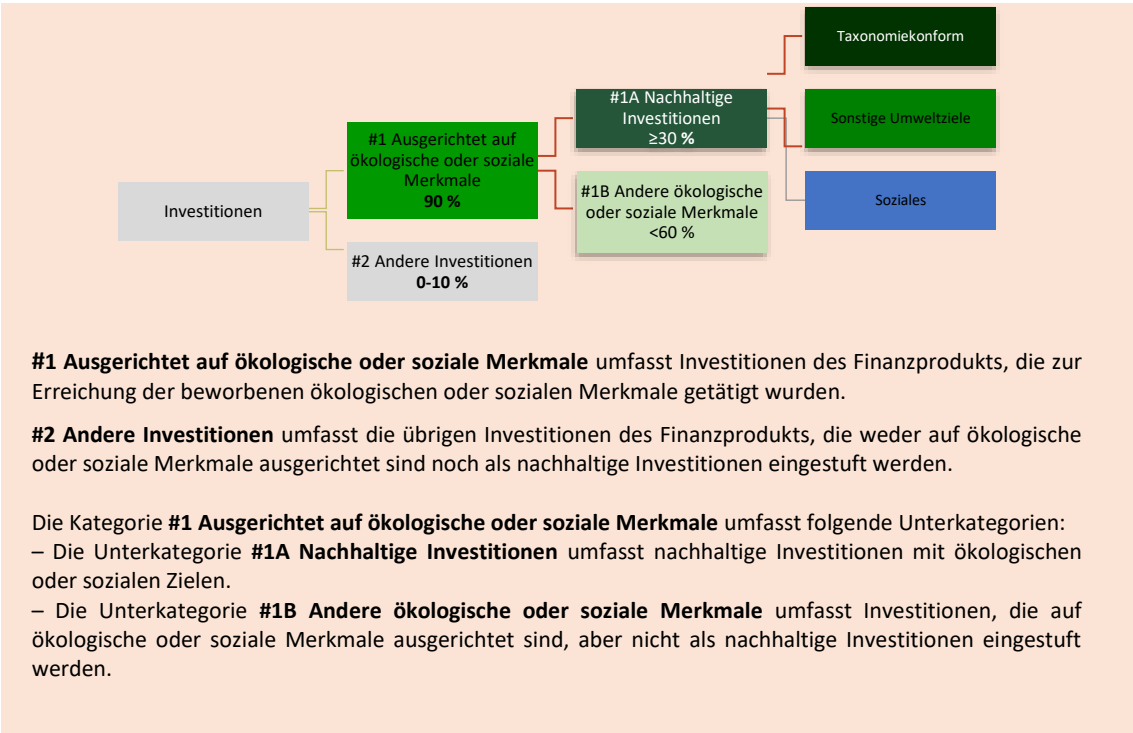 Taxonomiekonform
#1A Nachhaltige
Investitionen
≥30 %
Sonstige Umweltziele
#1 Ausgerichtet auf
ökologische oder soziale
Merkmale
90 %
#1B Andere ökologische
oder soziale Merkmale
<60 %
Soziales
Investitionen
#2 Andere Investitionen
0-10 %
#1 Ausgerichtet auf ökologische oder soziale Merkmale umfasst Investitionen des Finanzprodukts, die zur
Erreichung der beworbenen ökologischen oder sozialen Merkmale getätigt wurden.
#2 Andere Investitionen umfasst die übrigen Investitionen des Finanzprodukts, die weder auf ökologische
oder soziale Merkmale ausgerichtet sind noch als nachhaltige Investitionen eingestuft werden.
Die Kategorie #1 Ausgerichtet auf ökologische oder soziale Merkmale umfasst folgende Unterkategorien:
– Die Unterkategorie #1A Nachhaltige Investitionen umfasst nachhaltige Investitionen mit ökologischen
oder sozialen Zielen.
– Die Unterkategorie #1B Andere ökologische oder soziale Merkmale umfasst Investitionen, die auf
ökologische oder soziale Merkmale ausgerichtet sind, aber nicht als nachhaltige Investitionen eingestuft
werden.